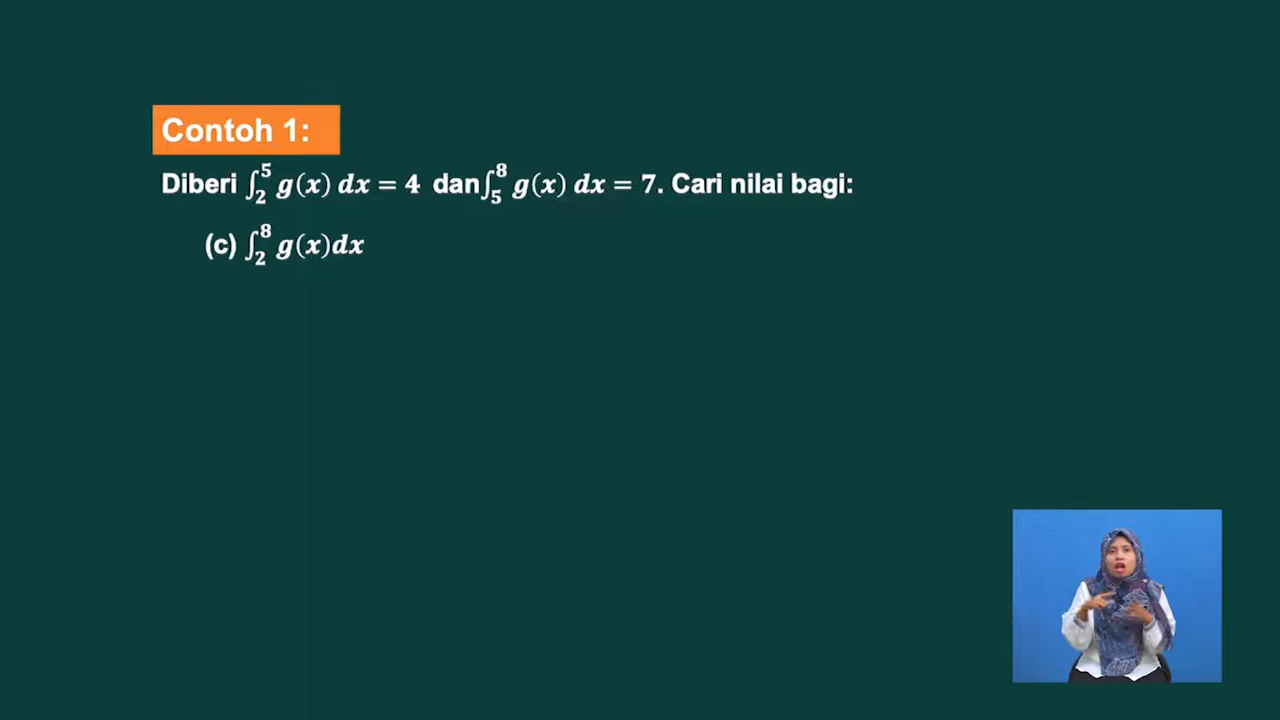 Contoh 1:
Diberi ∫₂⁵ g(x) dx = 4 dan ∫₅⁸ g(x) dx = 7. Cari nilai bagi:
(c) ∫₂⁸ g(x)dx